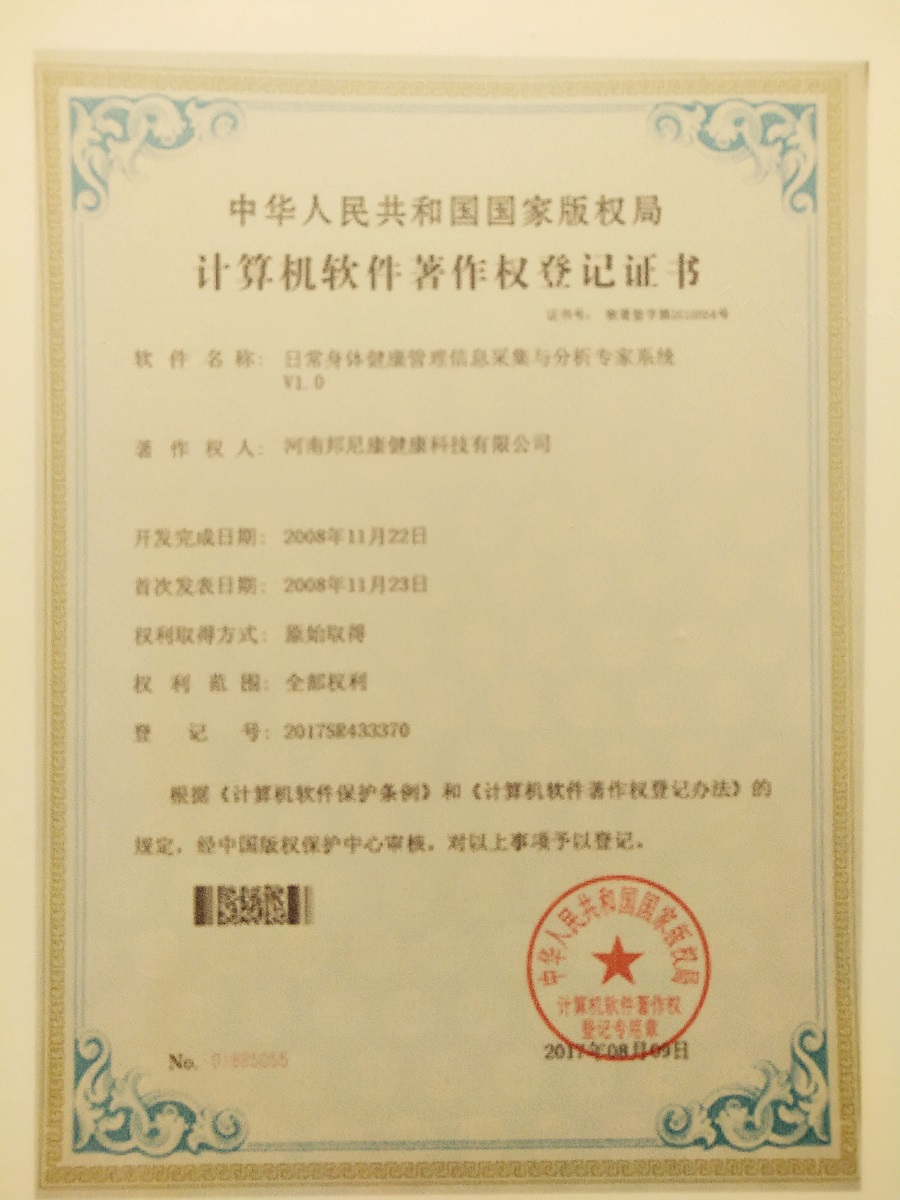 中华人民共和国国家版权局
计算机软件著作权登记证书
证书号：
软件名称： 日常身体健康管理信息采集与分析专家系统
V1.0
著作权人： 河南邦尼康健康科技有限公司
开发完成日期： 2008年11月22日
首次发表日期： 2008年11月23日
权利取得方式： 原始取得
权利范围： 全部权利
登记号： 2017SR433370
根据《计算机软件保护条例》和《计算机软件著作权登记办法》的
规定，经中国版权保护中心审核，对以上事项予以登记。
中华人民共和国国家版权局
计算机软件著作权
登记专用章
2017年08月09日
No.